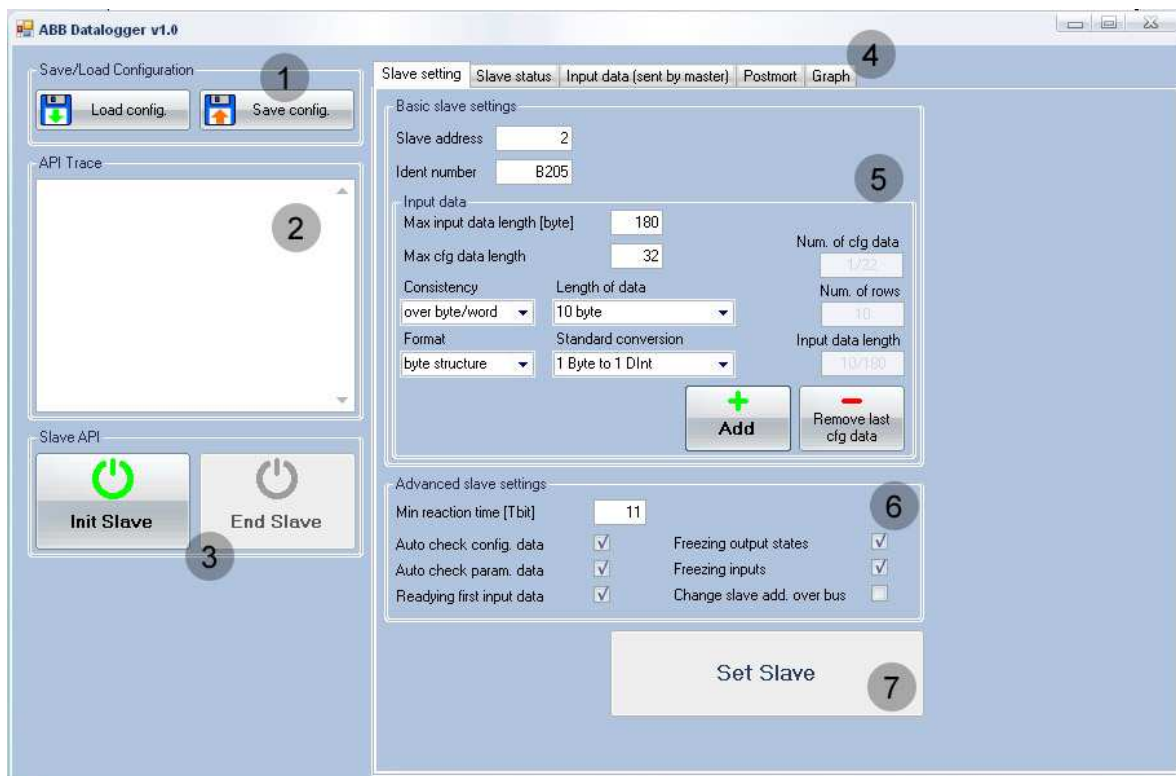 ABB Datalogger v1.0
Save/Load Configuration
1
Load config.
Save config.
API Trace
2
Slave API
Init Slave
End Slave
3
Slave setting
Slave status
Input data (sent by master)
Postmort
Graph
4
Basic slave settings
Slave address 2
Ident number B205
5
Input data
Max input data length [byte] 180
Max cfg data length 32
Num. of cfg data
1/22
Consistency
Length of data
Num. of rows
over byte/word
10 byte
10
Format
Standard conversion
Input data length
byte structure
1 Byte to 1 DInt
10/180
Add
Remove last
cfg data
Advanced slave settings
6
Min reaction time [Tbit] 11
Auto check config. data
Freezing output states
Auto check param. data
Freezing inputs
Readying first input data
Change slave add. over bus
Set Slave
7